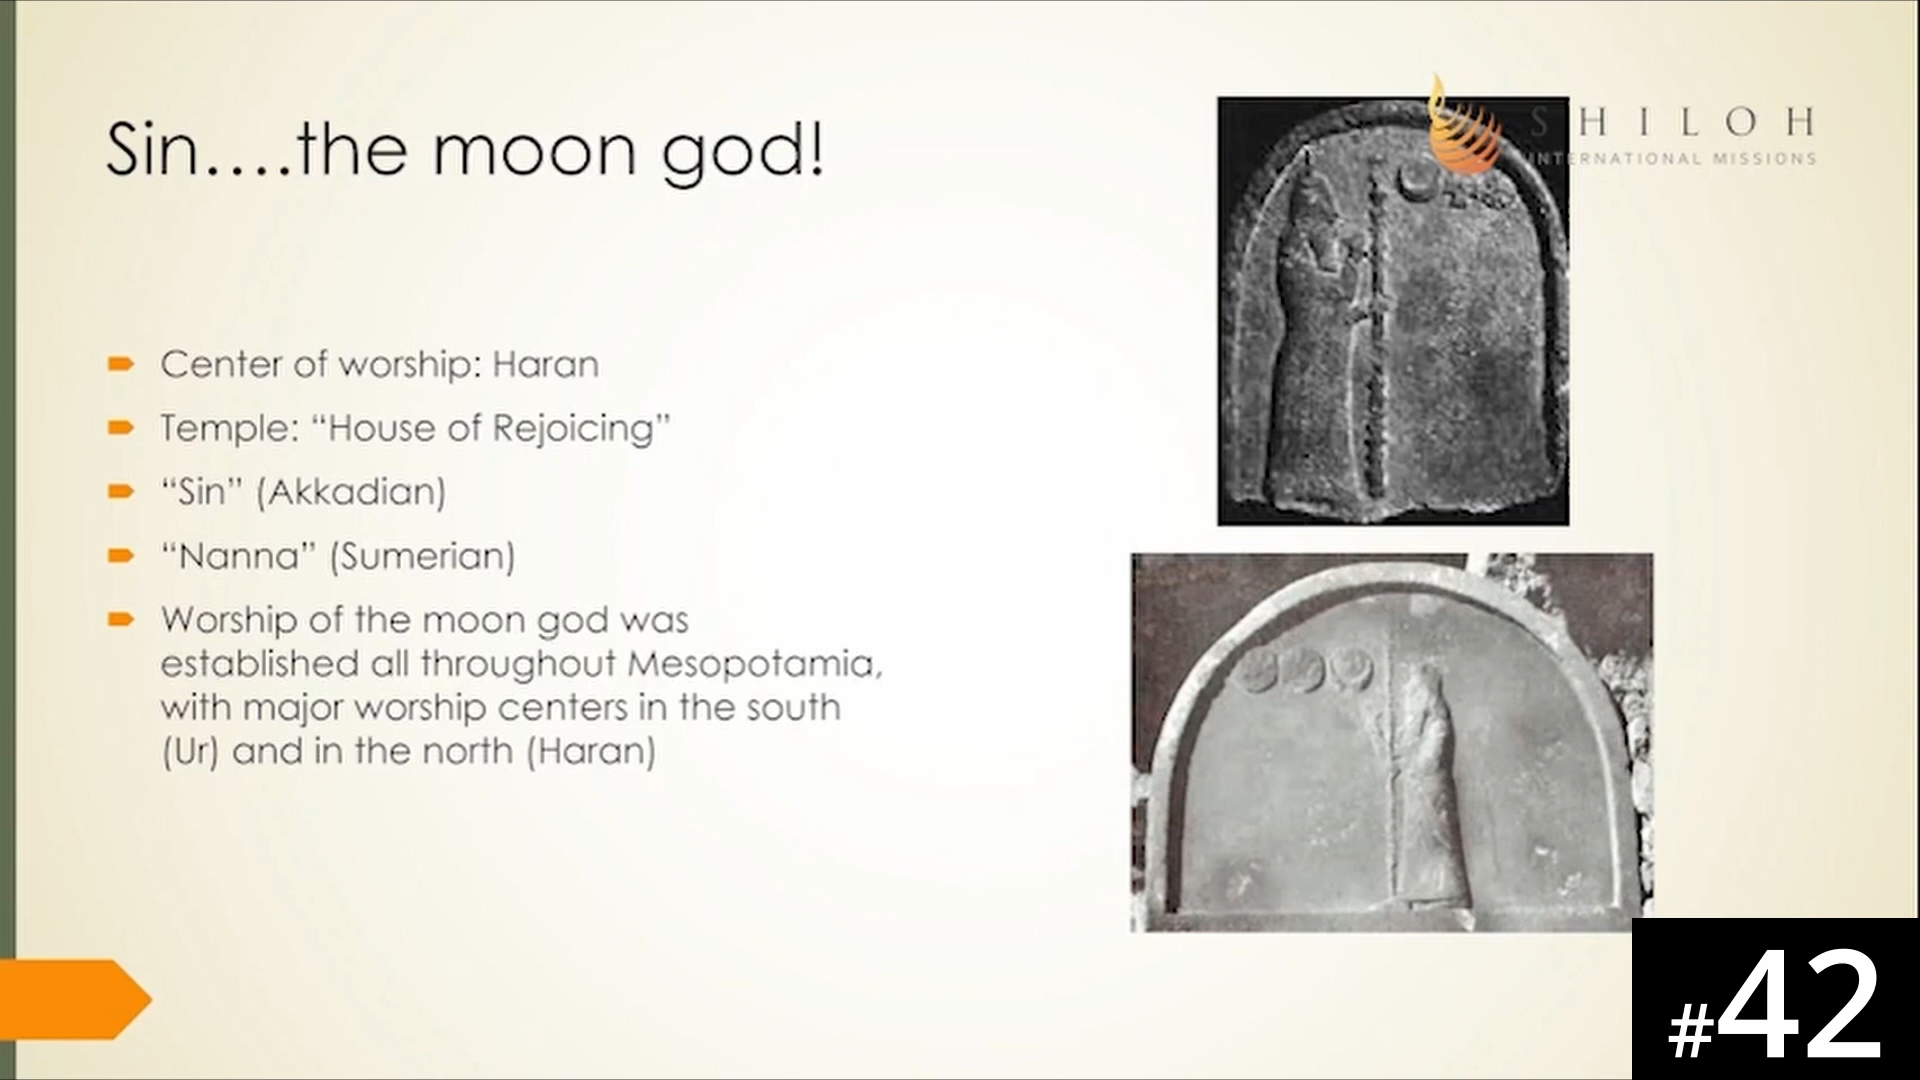 Sin....the moon god!
SHILOH
INTERNATIONAL MISSIONS
Center of worship: Haran
Temple: “House of Rejoicing”
“Sin” (Akkadian)
“Nanna” (Sumerian)
Worship of the moon god was
established all throughout Mesopotamia,
with major worship centers in the south
(Ur) and in the north (Haran)
#42